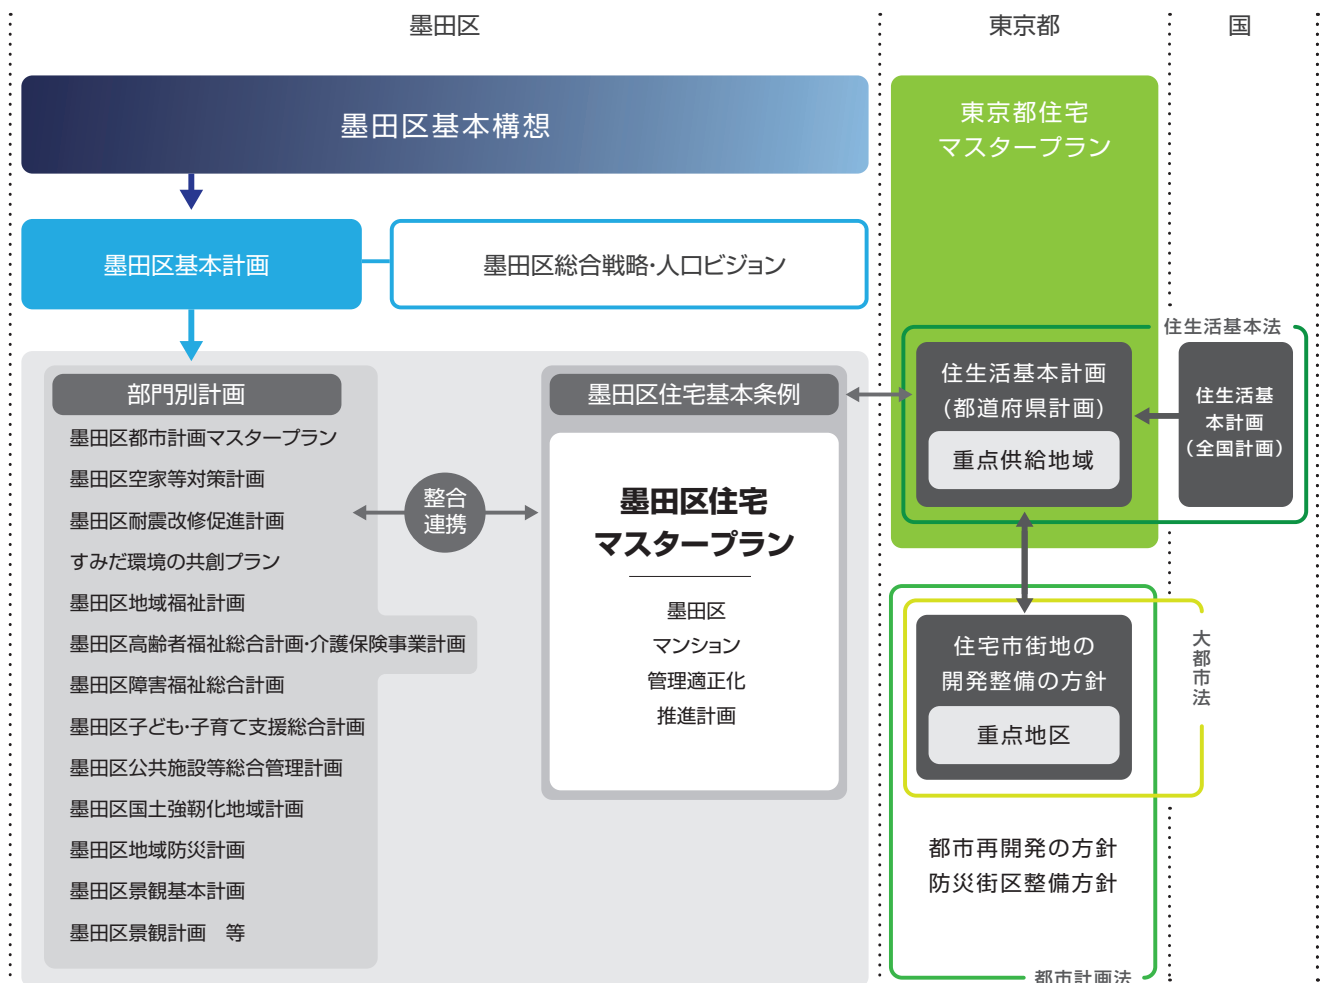 墨田区
東京都
国
墨田区基本構想
墨田区基本計画
墨田区総合戦略・人口ビジョン
部門別計画
墨田区都市計画マスタープラン
墨田区空家等対策計画
墨田区耐震改修促進計画
すみだ環境の共創プラン
墨田区地域福祉計画
墨田区高齢者福祉総合計画・介護保険事業計画
墨田区障害福祉総合計画
墨田区子ども・子育て支援総合計画
墨田区公共施設等総合管理計画
墨田区国土強靭化地域計画
墨田区地域防災計画
墨田区景観基本計画
墨田区景観計画　等
整合
連携
墨田区住宅基本条例
墨田区住宅
マスタープラン
墨田区
マンション
管理適正化
推進計画
東京都住宅
マスタープラン
住生活基本法
住生活基本計画
(都道府県計画)
重点供給地域
住生活基
本計画
（全国計画）
住宅市街地の
開発整備の方針
重点地区
大都市法
都市再開発の方針
防災街区整備方針
都市計画法